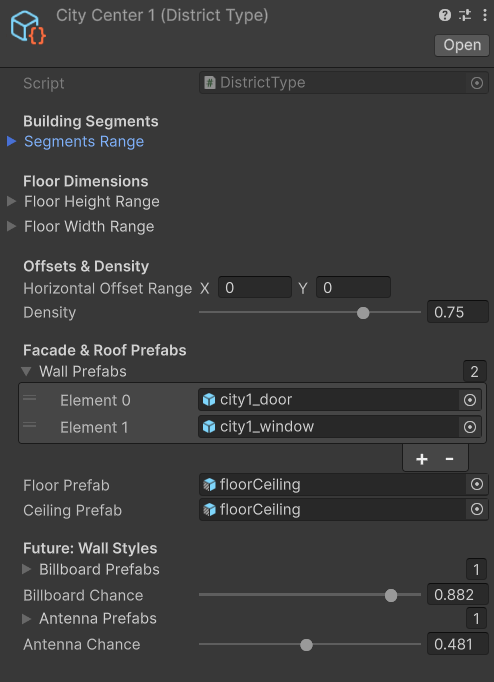 City Center 1 (District Type)
Open
Script # DistrictType
Building Segments
Segments Range
Floor Dimensions
Floor Height Range
Floor Width Range
Offsets & Density
Horizontal Offset Range X 0 Y 0
Density 0.75
Facade & Roof Prefabs
Wall Prefabs 2
Element 0 city1_door
Element 1 city1_window
+ -
Floor Prefab floorCeiling
Ceiling Prefab floorCeiling
Future: Wall Styles
Billboard Prefabs 1
Billboard Chance 0.882
Antenna Prefabs 1
Antenna Chance 0.481